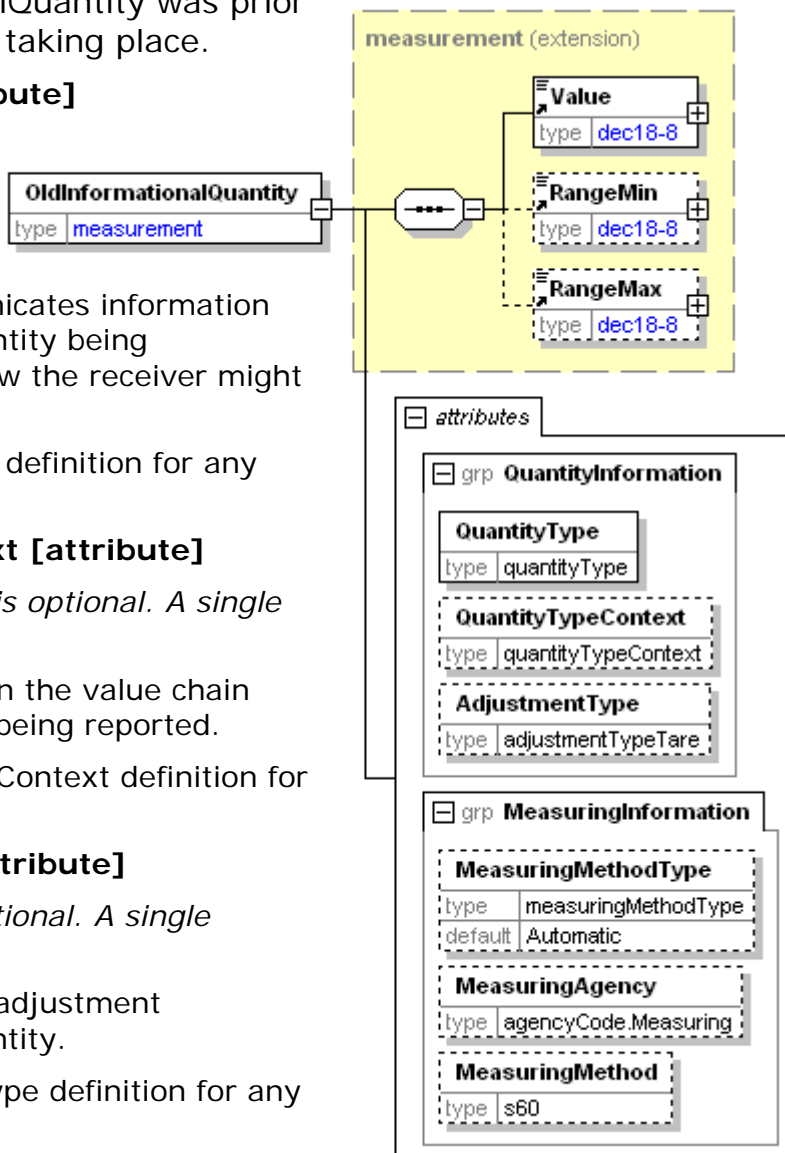 nQuantity was prior
taking place.
bute]
nicates information
ntity being
w the receiver might
definition for any
xt [attribute]
is optional. A single
n the value chain
being reported.
Context definition for
tribute]
tional. A single
adjustment
ntity.
ype definition for any
measurement (extension)
Value
type dec18-8
OldInformationalQuantity
type measurement
RangeMin
type dec18-8
RangeMax
type dec18-8
attributes
grp QuantityInformation
QuantityType
type quantityType
QuantityTypeContext
type quantityTypeContext
AdjustmentType
type adjustmentTypeTare
grp MeasuringInformation
MeasuringMethodType
type measuringMethodType
default Automatic
MeasuringAgency
type agencyCode.Measuring
MeasuringMethod
type s60